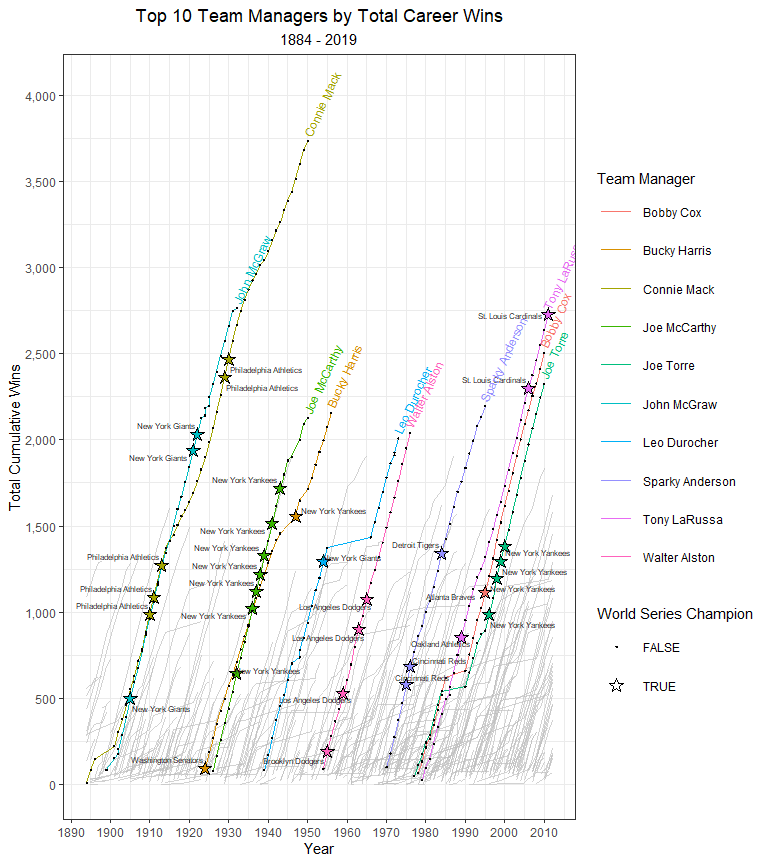 Top 10 Team Managers by Total Career Wins
1884 - 2019
Total Cumulative Wins
4,000
3,500
3,000
2,500
2,000
1,500
1,000
500
0
Connie Mack
John McGraw
Tony LaRussa
Bobby Cox
Joe Torre
Sparky Anderson
Joe McCarthy
Bucky Harris
Leo Durocher
Walter Alston
St. Louis Cardinals
Philadelphia Athletics
St. Louis Cardinals
Philadelphia Athletics
New York Giants
New York Giants
New York Yankees
New York Yankees
New York Yankees
Detroit Tigers
New York Yankees
New York Yankees
Philadelphia Athletics
New York Giants
New York Yankees
New York Yankees
New York Yankees
Philadelphia Athletics
Atlanta Braves
New York Yankees
Philadelphia Athletics
Los Angeles Dodgers
New York Yankees
New York Yankees
Los Angeles Dodgers
Oakland Athletics
Cincinnati Reds
New York Yankees
Cincinnati Reds
New York Giants
Los Angeles Dodgers
Washington Senators
Brooklyn Dodgers
1890 1900 1910 1920 1930 1940 1950 1960 1970 1980 1990 2000 2010
Year
Team Manager
Bobby Cox
Bucky Harris
Connie Mack
Joe McCarthy
Joe Torre
John McGraw
Leo Durocher
Sparky Anderson
Tony LaRussa
Walter Alston
World Series Champion
FALSE
TRUE